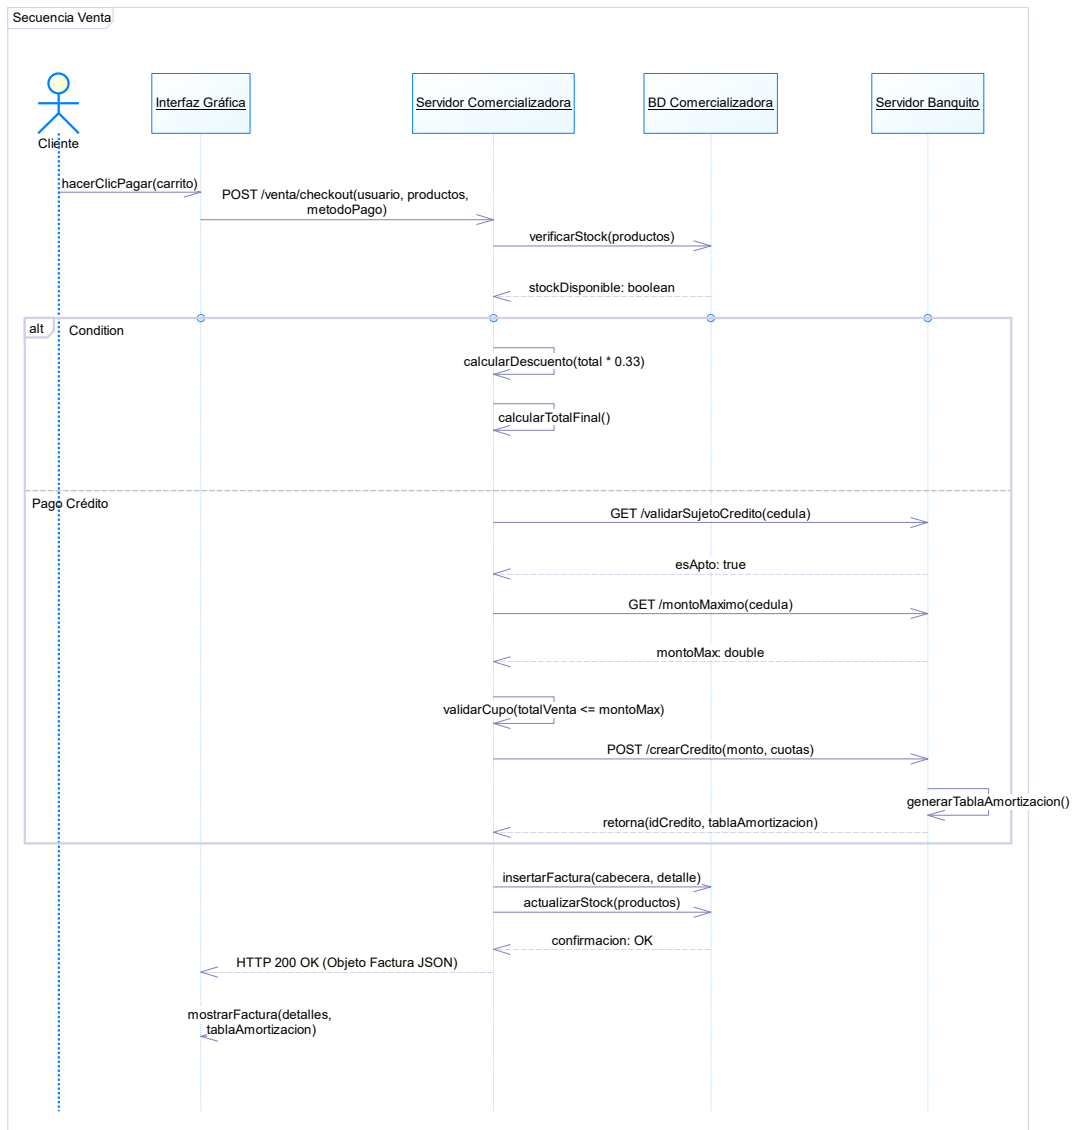 Secuencia Venta
Interfaz Gráfica
Servidor Comercializadora
BD Comercializadora
Servidor Banquito
Cliente
hacerClicPagar(carrito)
POST /venta/checkout(usuario, productos,
metodoPago)
verificarStock(productos)
stockDisponible: boolean
alt
Condition
calcularDescuento(total * 0.33)
calcularTotalFinal()
Pago Crédito
GET /validarSujetoCredito(cedula)
esApto: true
GET /montoMaximo(cedula)
montoMax: double
validarCupo(totalVenta <= montoMax)
POST /crearCredito(monto, cuotas)
generarTablaAmortizacion()
retorna(idCredito, tablaAmortizacion)
insertarFactura(cabecera, detalle)
actualizarStock(productos)
confirmacion: OK
HTTP 200 OK (Objeto Factura JSON)
mostrarFactura(detalles,
tablaAmortizacion)